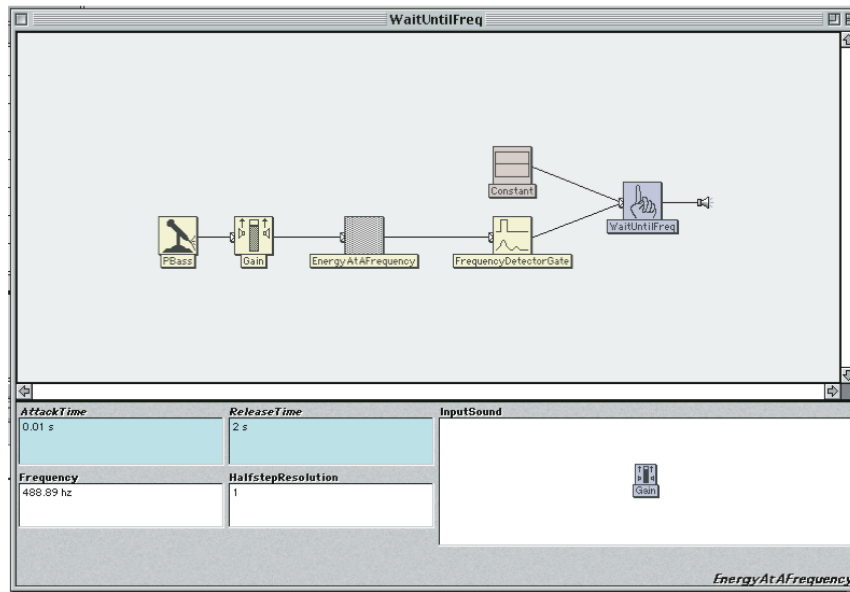 WaitUntilFreq
Constant
WaitUntilFreq
PBass
Gain
EnergyAtAFrequency
FrequencyDetectorGate
AttackTime
ReleaseTime
InputSound
0.01 s
2 s
Frequency
HalfstepResolution
488.89 hz
1
Gain
EnergyAtAFrequency